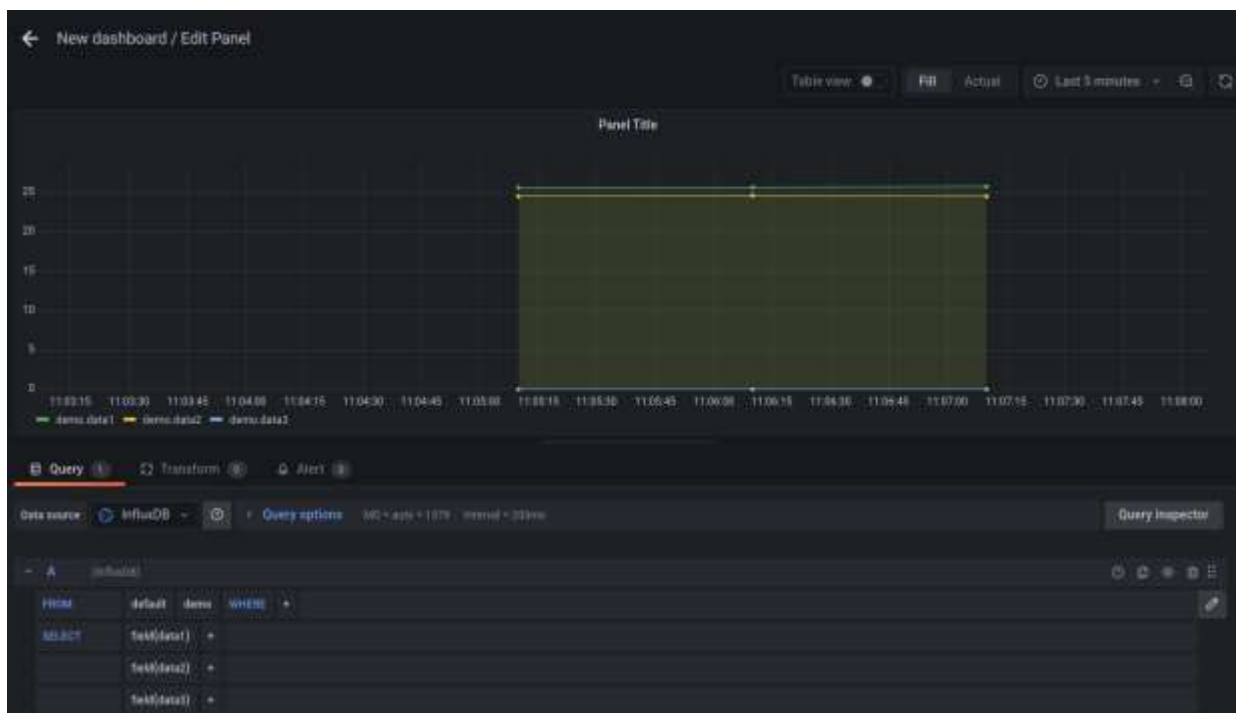 New dashboard / Edit Panel
Table view Fill Actual Last 5 minutes
Panel Title
25
20
15
10
5
0
11:03:15 11:03:30 11:03:45 11:04:00 11:04:15 11:04:30 11:04:45 11:05:00 11:05:15 11:05:30 11:05:45 11:06:00 11:06:15 11:06:30 11:06:45 11:07:00 11:07:15 11:07:30 11:07:45 11:08:00
demo.data1 demo.data2 demo.data3
Query 1 Transform 0 Alert 0
Data source InfluxDB Query options Query inspector
A (InfluxDB)
FROM default demo WHERE +
SELECT field(data1) +
field(data2) +
field(data3) +